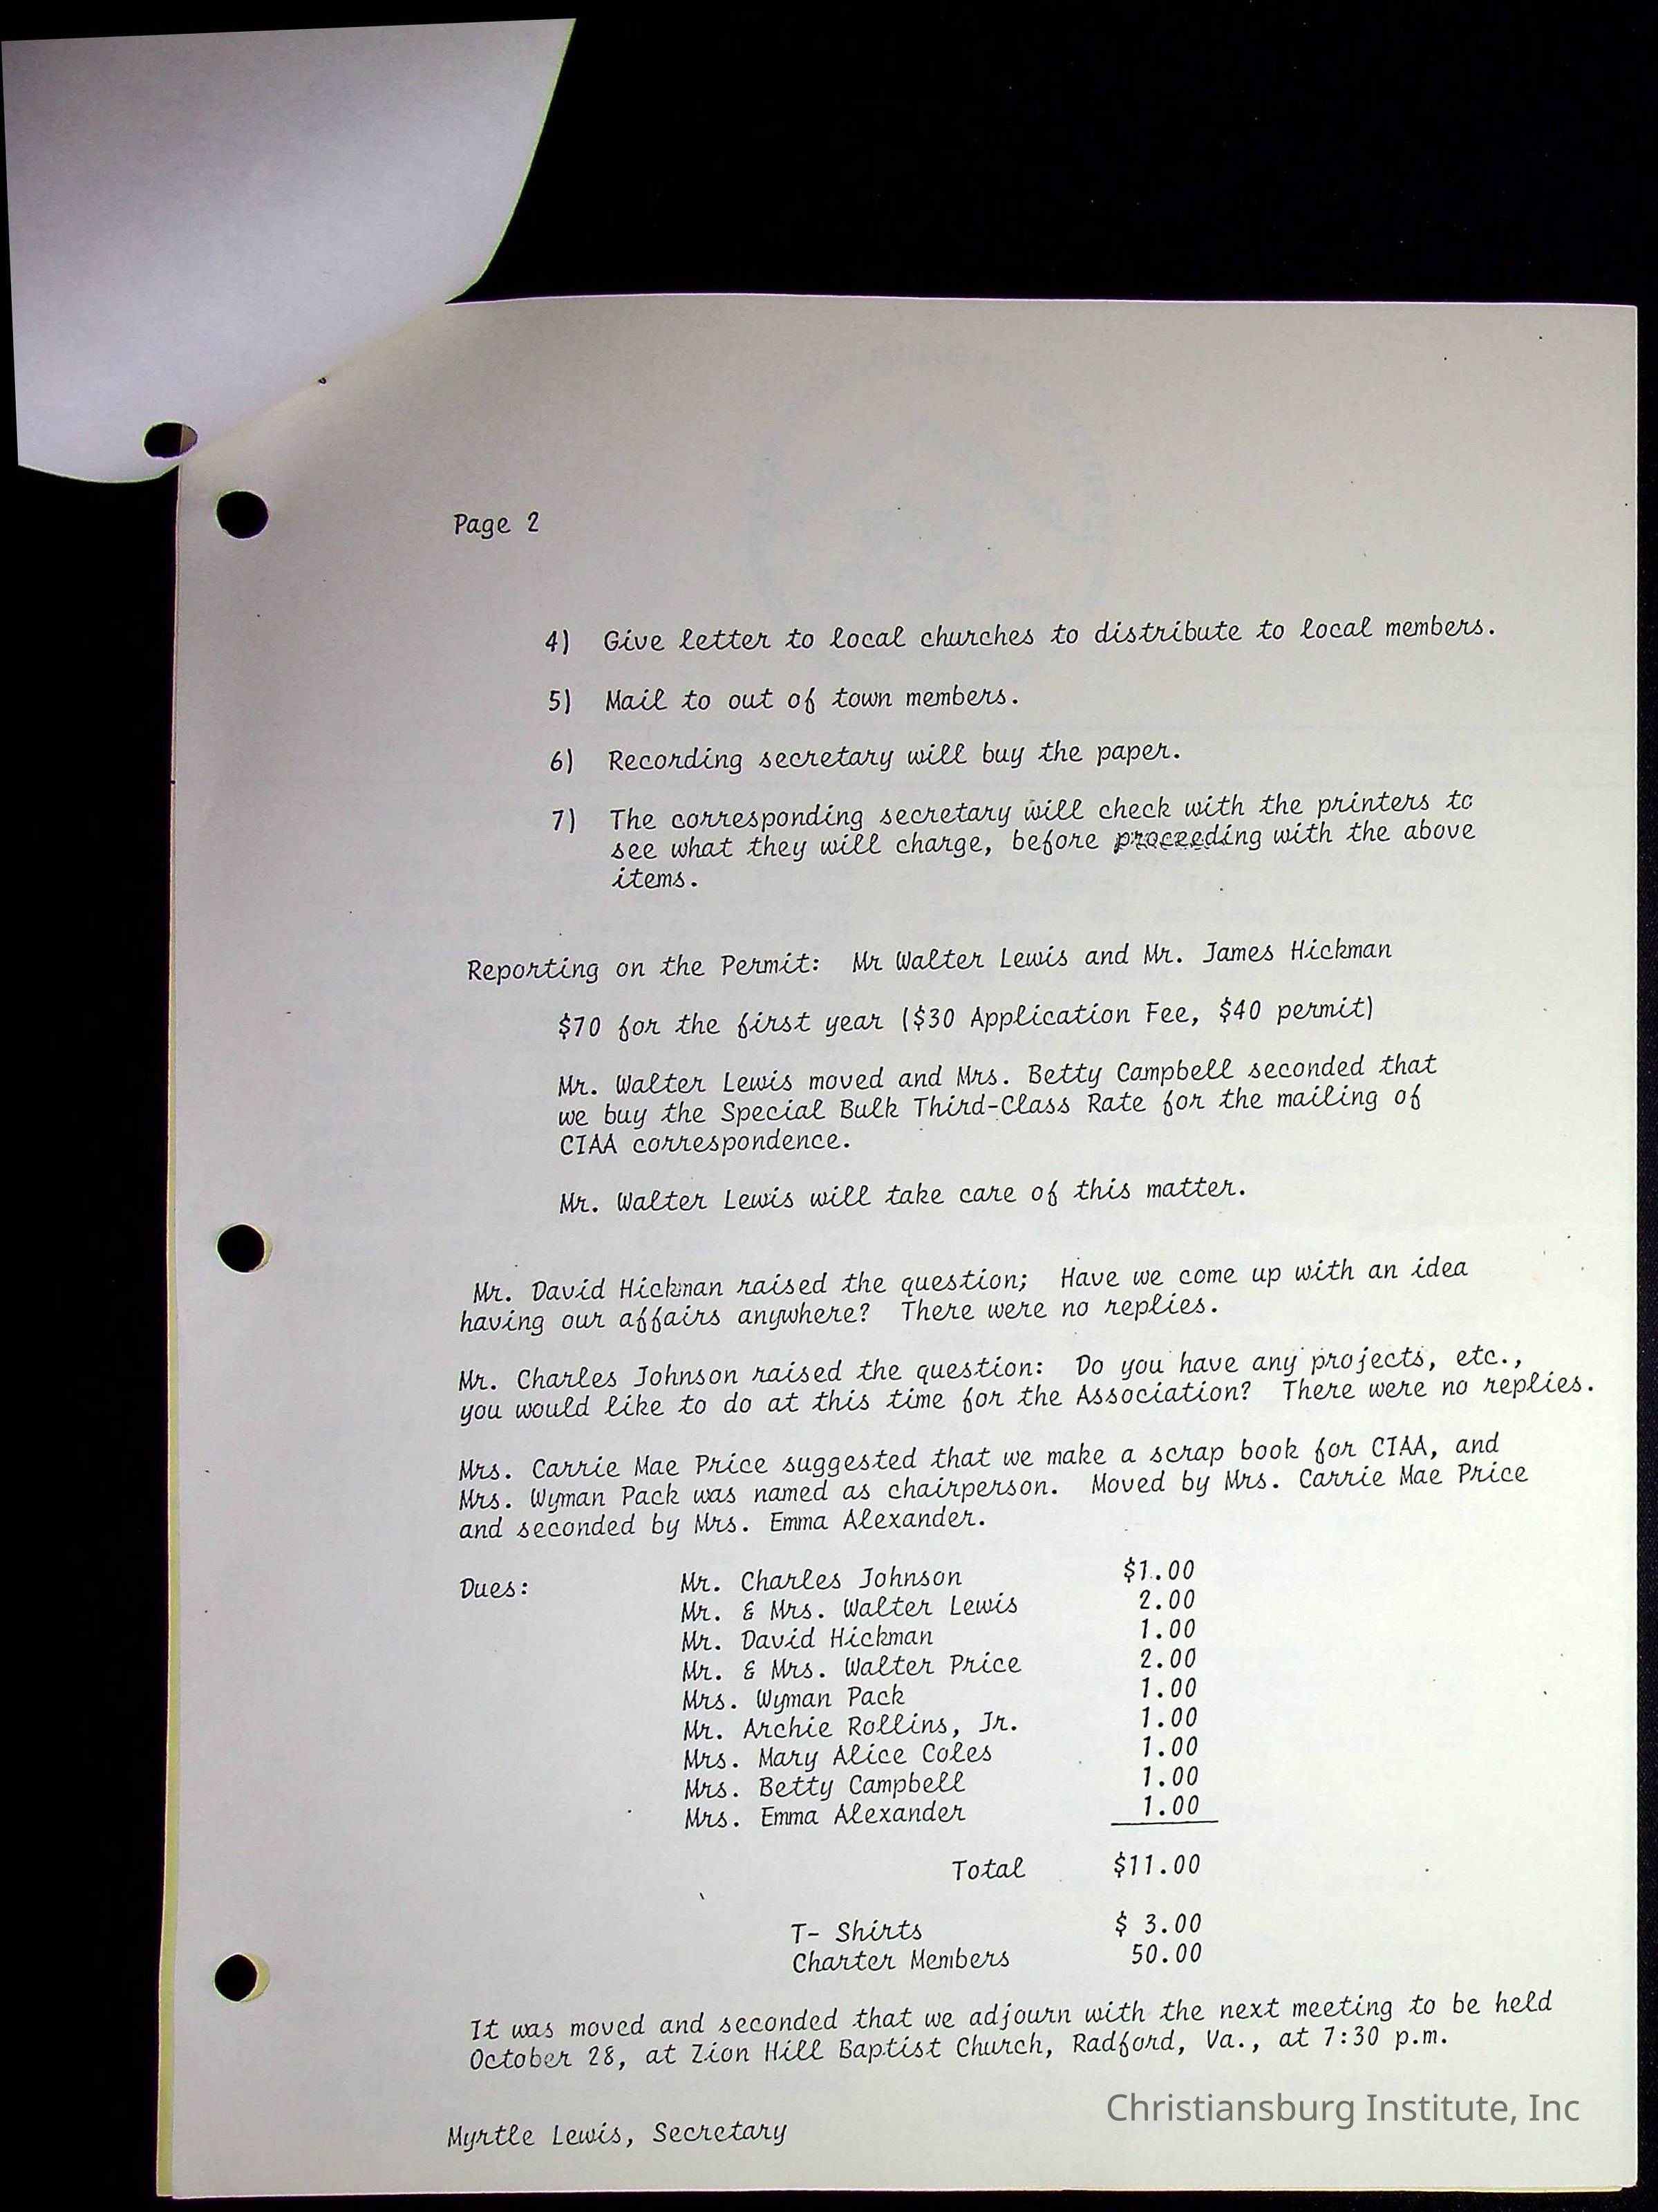 Page 2
4) Give letter to local churches to distribute to local members.
5) Mail to out of town members.
6) Recording secretary will buy the paper.
7) The corresponding secretary will check with the printers to
see what they will charge, before proceeding with the above
items.
Reporting on the Permit: Mr Walter Lewis and Mr. James Hickman
$70 for the first year ($30 Application Fee, $40 permit)
Mr. Walter Lewis moved and Mrs. Betty Campbell seconded that
we buy the Special Bulk Third-Class Rate for the mailing of
CIAA correspondence.
Mr. Walter Lewis will take care of this matter.
Mr. David Hickman raised the question; Have we come up with an idea
having our affairs anywhere? There were no replies.
Mr. Charles Johnson raised the question: Do you have any projects, etc.,
you would like to do at this time for the Association? There were no replies.
Mrs. Carrie Mae Price suggested that we make a scrap book for CIAA, and
Mrs. Wyman Pack was named as chairperson. Moved by Mrs. Carrie Mae Price
and seconded by Mrs. Emma Alexander.
Dues: Mr. Charles Johnson $1.00
Mr. & Mrs. Walter Lewis 2.00
Mr. David Hickman 1.00
Mr. & Mrs. Walter Price 2.00
Mrs. Wyman Pack 1.00
Mr. Archie Rollins, Jr. 1.00
Mrs. Mary Alice Coles 1.00
Mrs. Betty Campbell 1.00
Mrs. Emma Alexander 1.00
Total $11.00
T- Shirts $ 3.00
Charter Members 50.00
It was moved and seconded that we adjourn with the next meeting to be held
October 28, at Zion Hill Baptist Church, Radford, Va., at 7:30 p.m.
Christiansburg Institute, Inc
Myrtle Lewis, Secretary